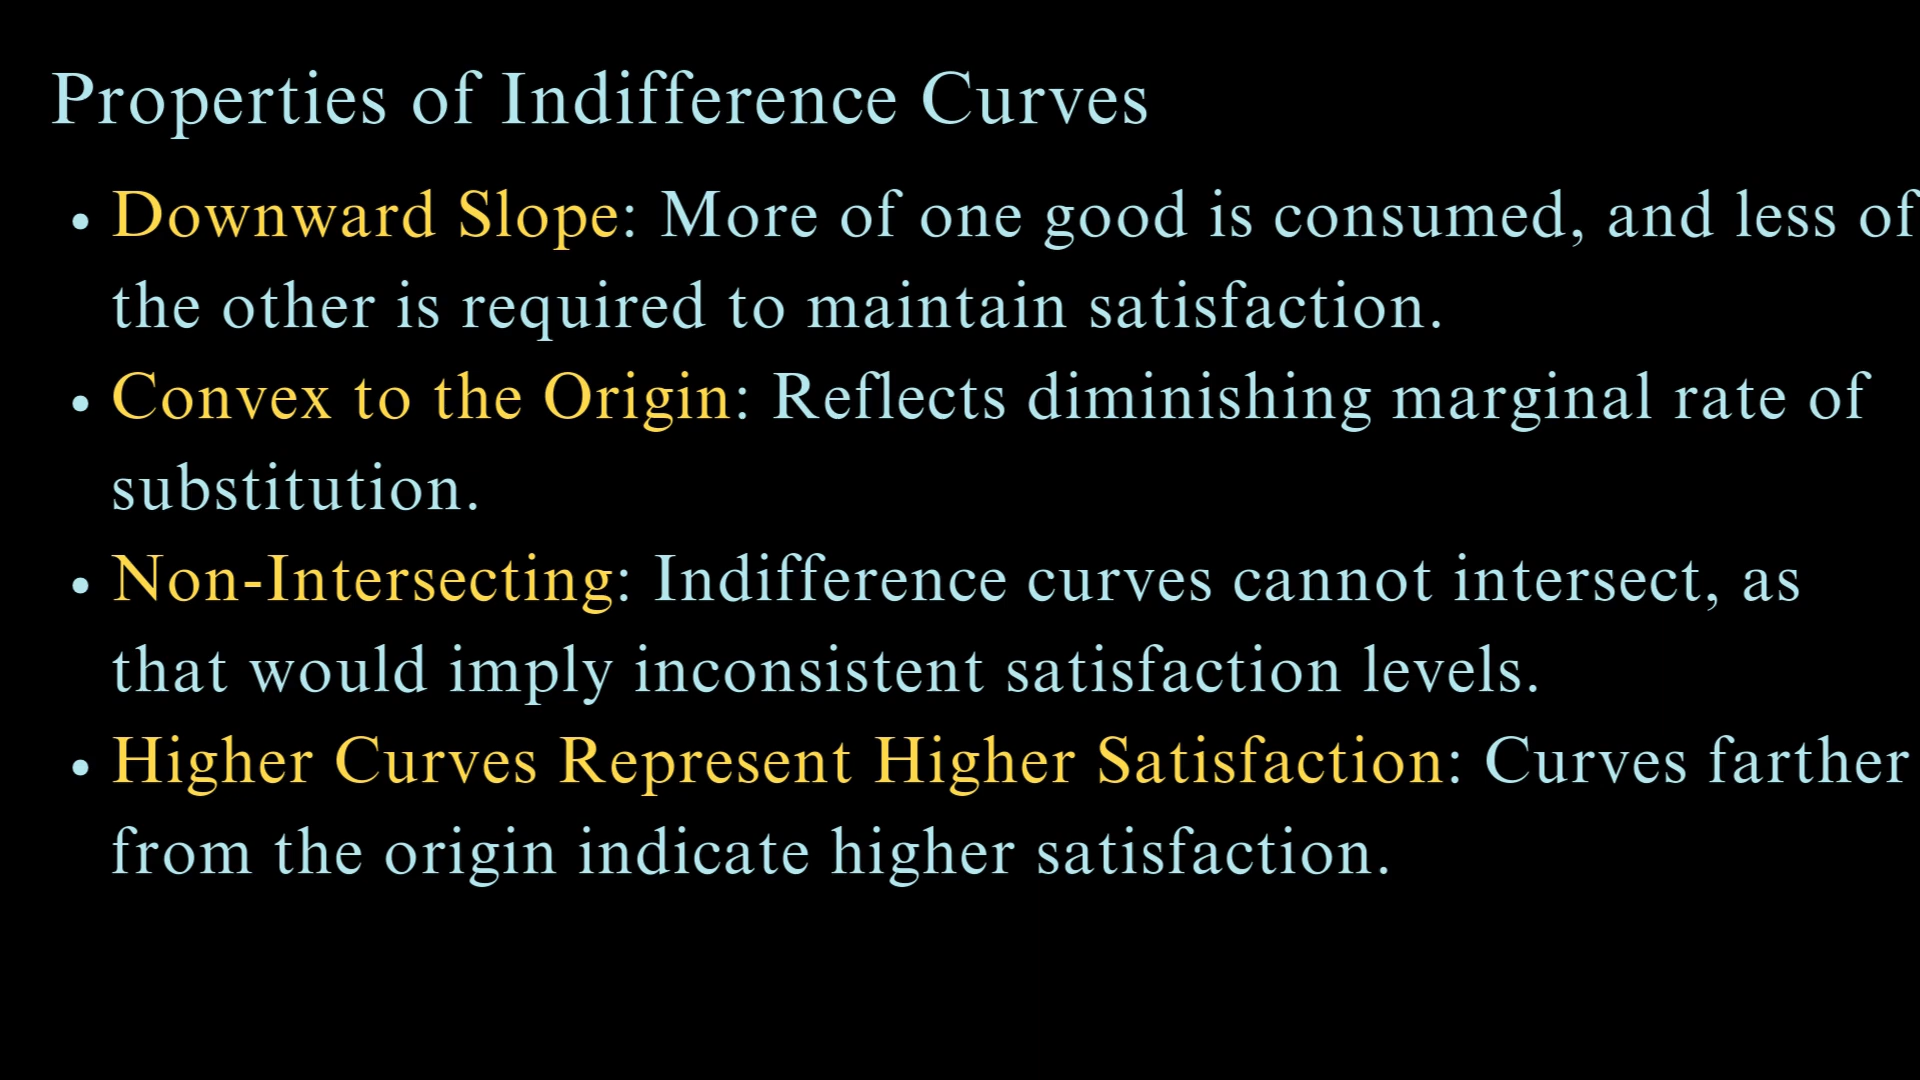 Properties of Indifference Curves
• Downward Slope: More of one good is consumed, and less of
the other is required to maintain satisfaction.
• Convex to the Origin: Reflects diminishing marginal rate of
substitution.
• Non-Intersecting: Indifference curves cannot intersect, as
that would imply inconsistent satisfaction levels.
• Higher Curves Represent Higher Satisfaction: Curves farther
from the origin indicate higher satisfaction.